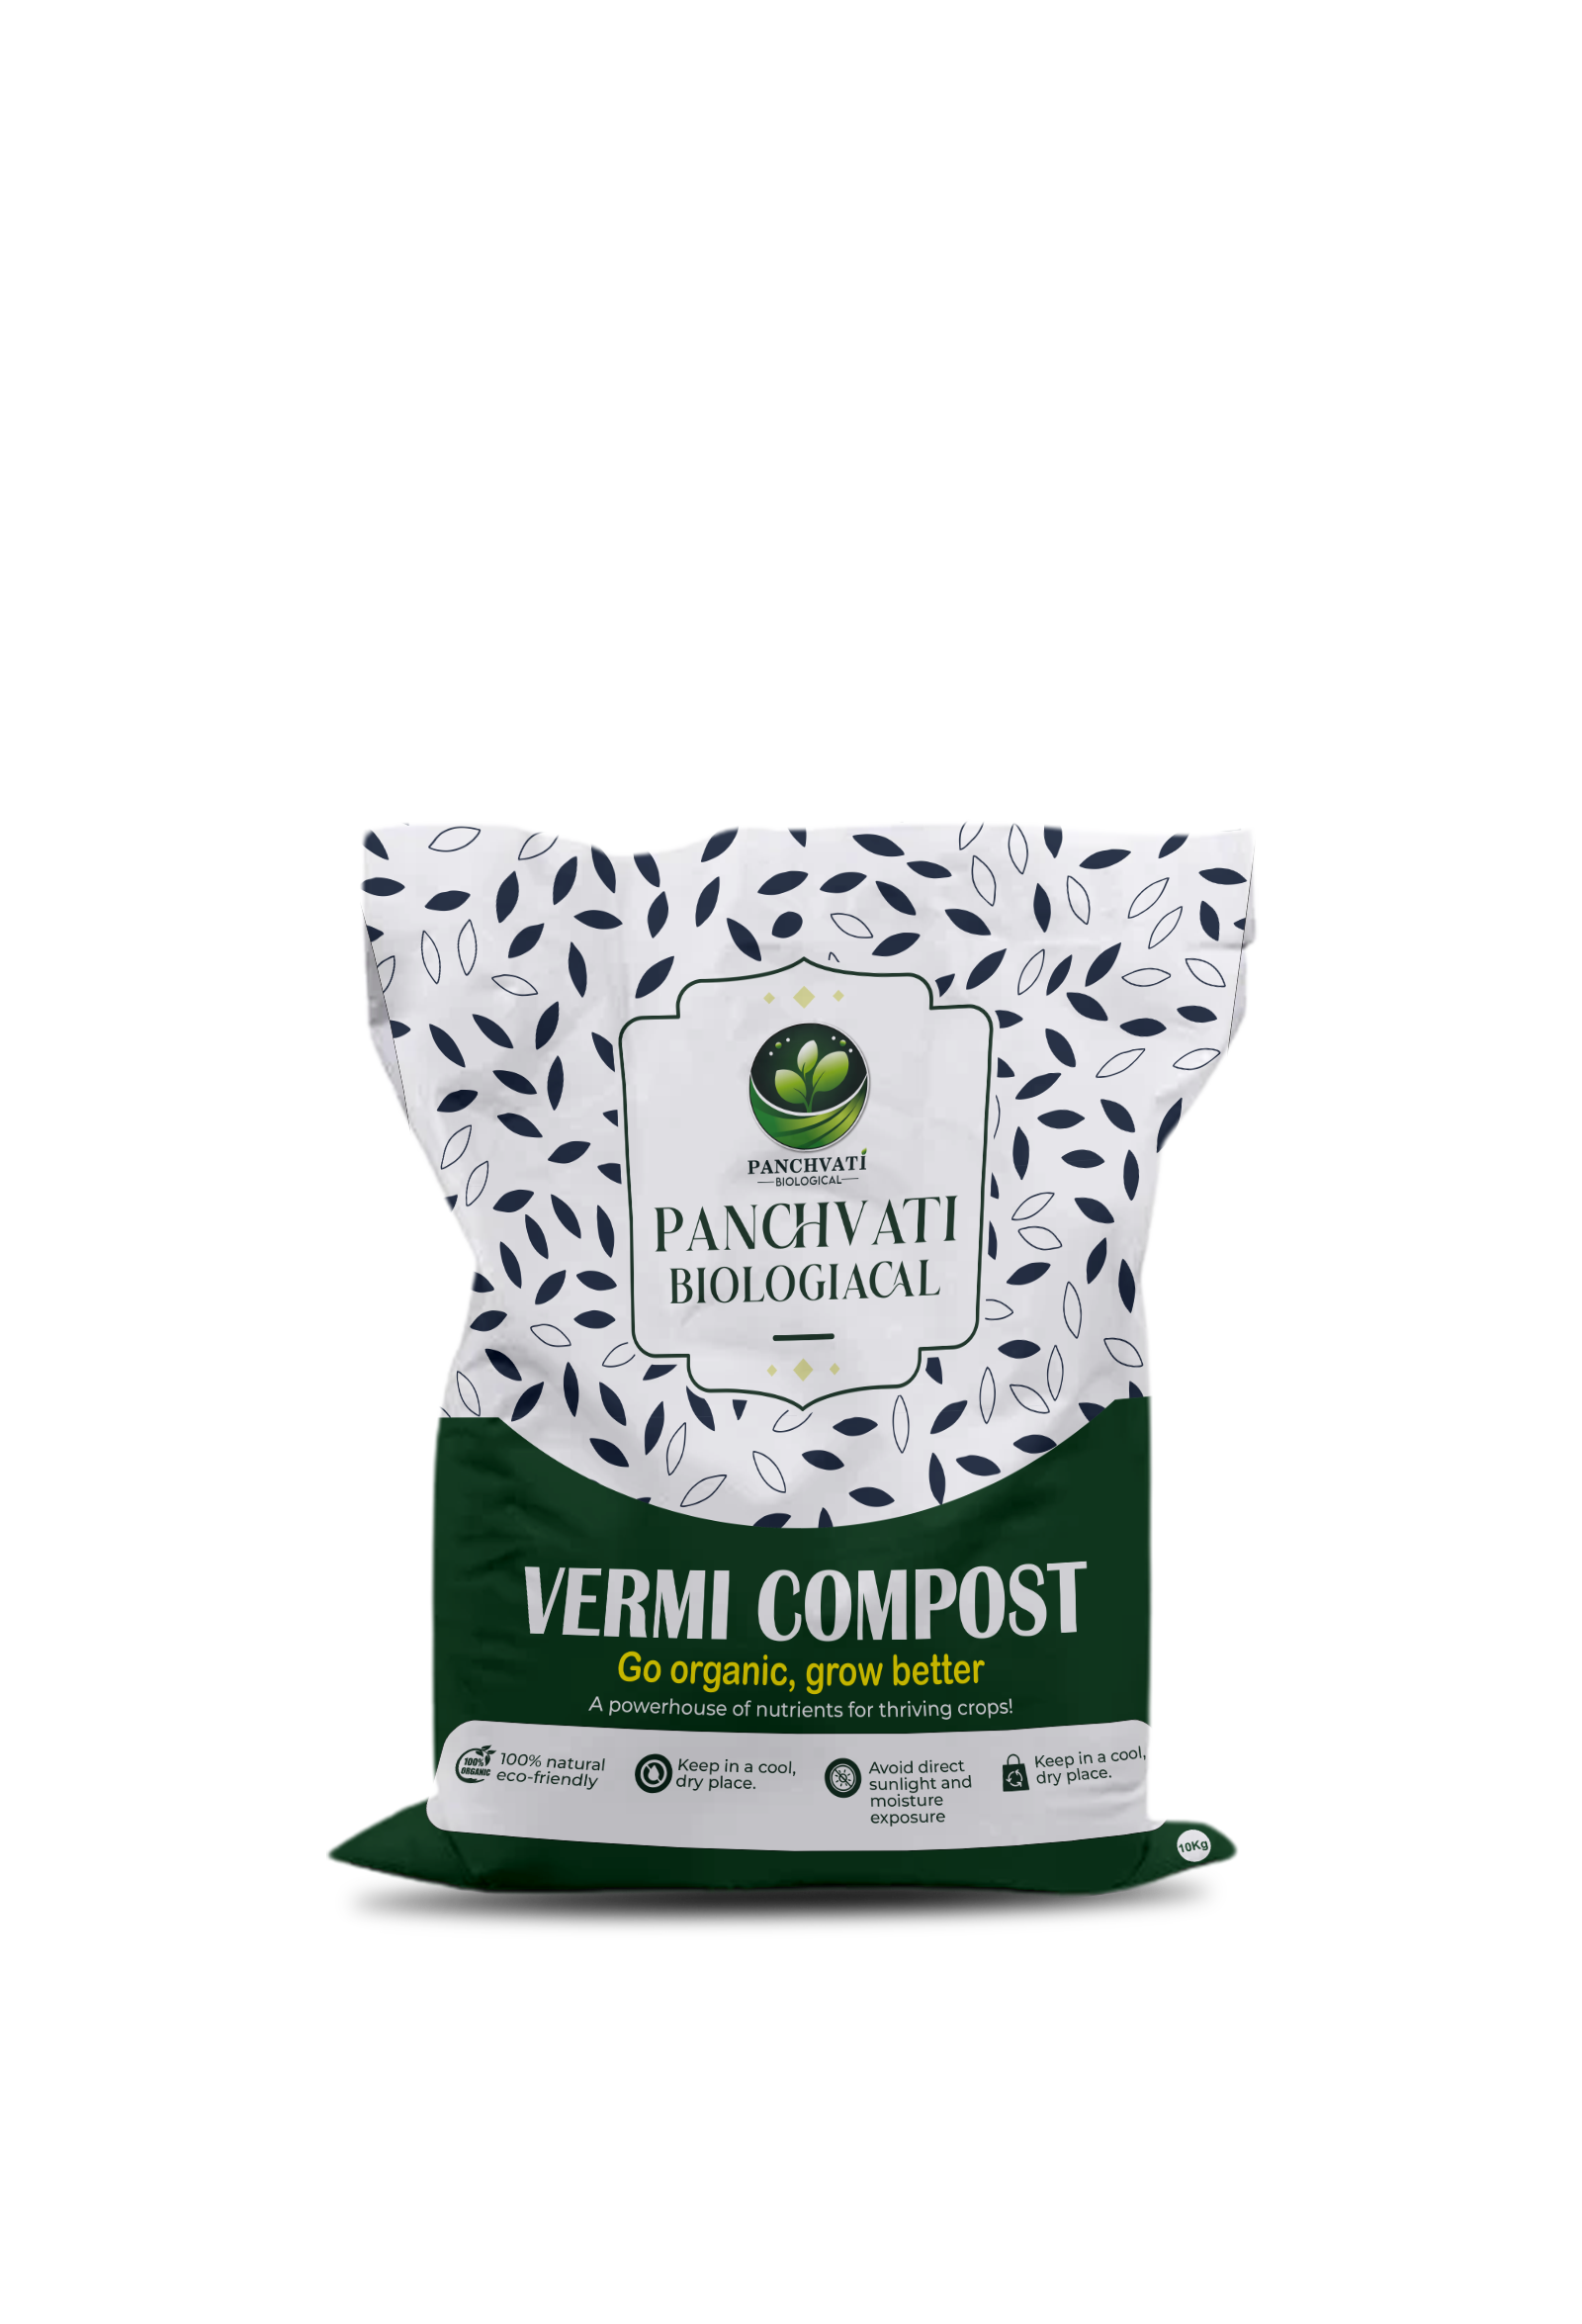 PANCHVATI
BIOLOGICAL
PANCHVATI
BIOLOGIACAL
VERMI COMPOST
Go organic, grow better
A powerhouse of nutrients for thriving crops!
100%
ORGANIC
100% natural
eco-friendly
Keep in a cool,
dry place.
Avoid direct
sunlight and
moisture
exposure
Keep in a cool,
dry place.
10Kg